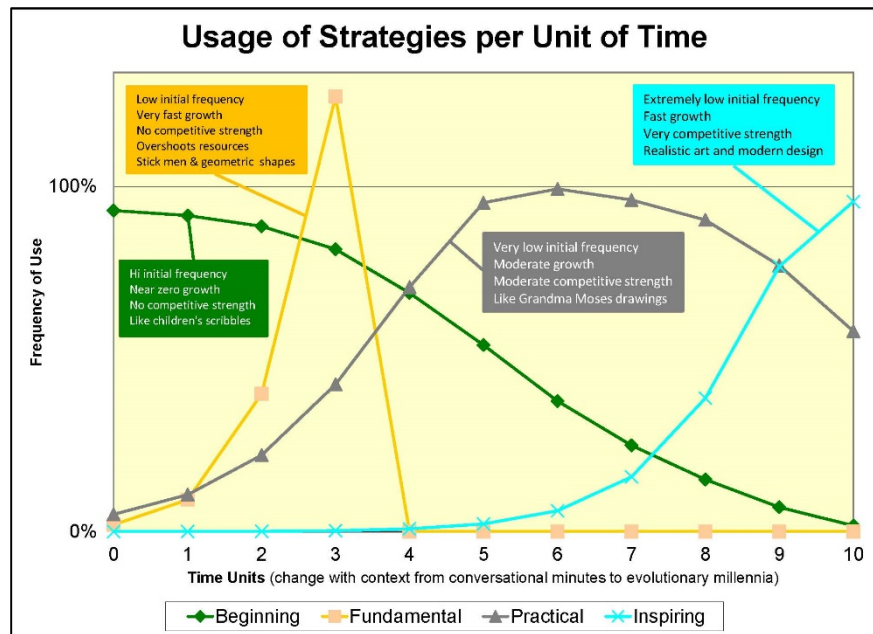 Usage of Strategies per Unit of Time
Low initial frequency
Very fast growth
No competitive strength
Overshoots resources
Stick men & geometric shapes
Extremely low initial frequency
Fast growth
Very competitive strength
Realistic art and modern design
100%
Hi initial frequency
Near zero growth
No competitive strength
Like children's scribbles
Very low initial frequency
Moderate growth
Moderate competitive strength
Like Grandma Moses drawings
Frequency of Use
0%
0 1 2 3 4 5 6 7 8 9 10
Time Units (change with context from conversational minutes to evolutionary millennia)
Beginning Fundamental Practical Inspiring